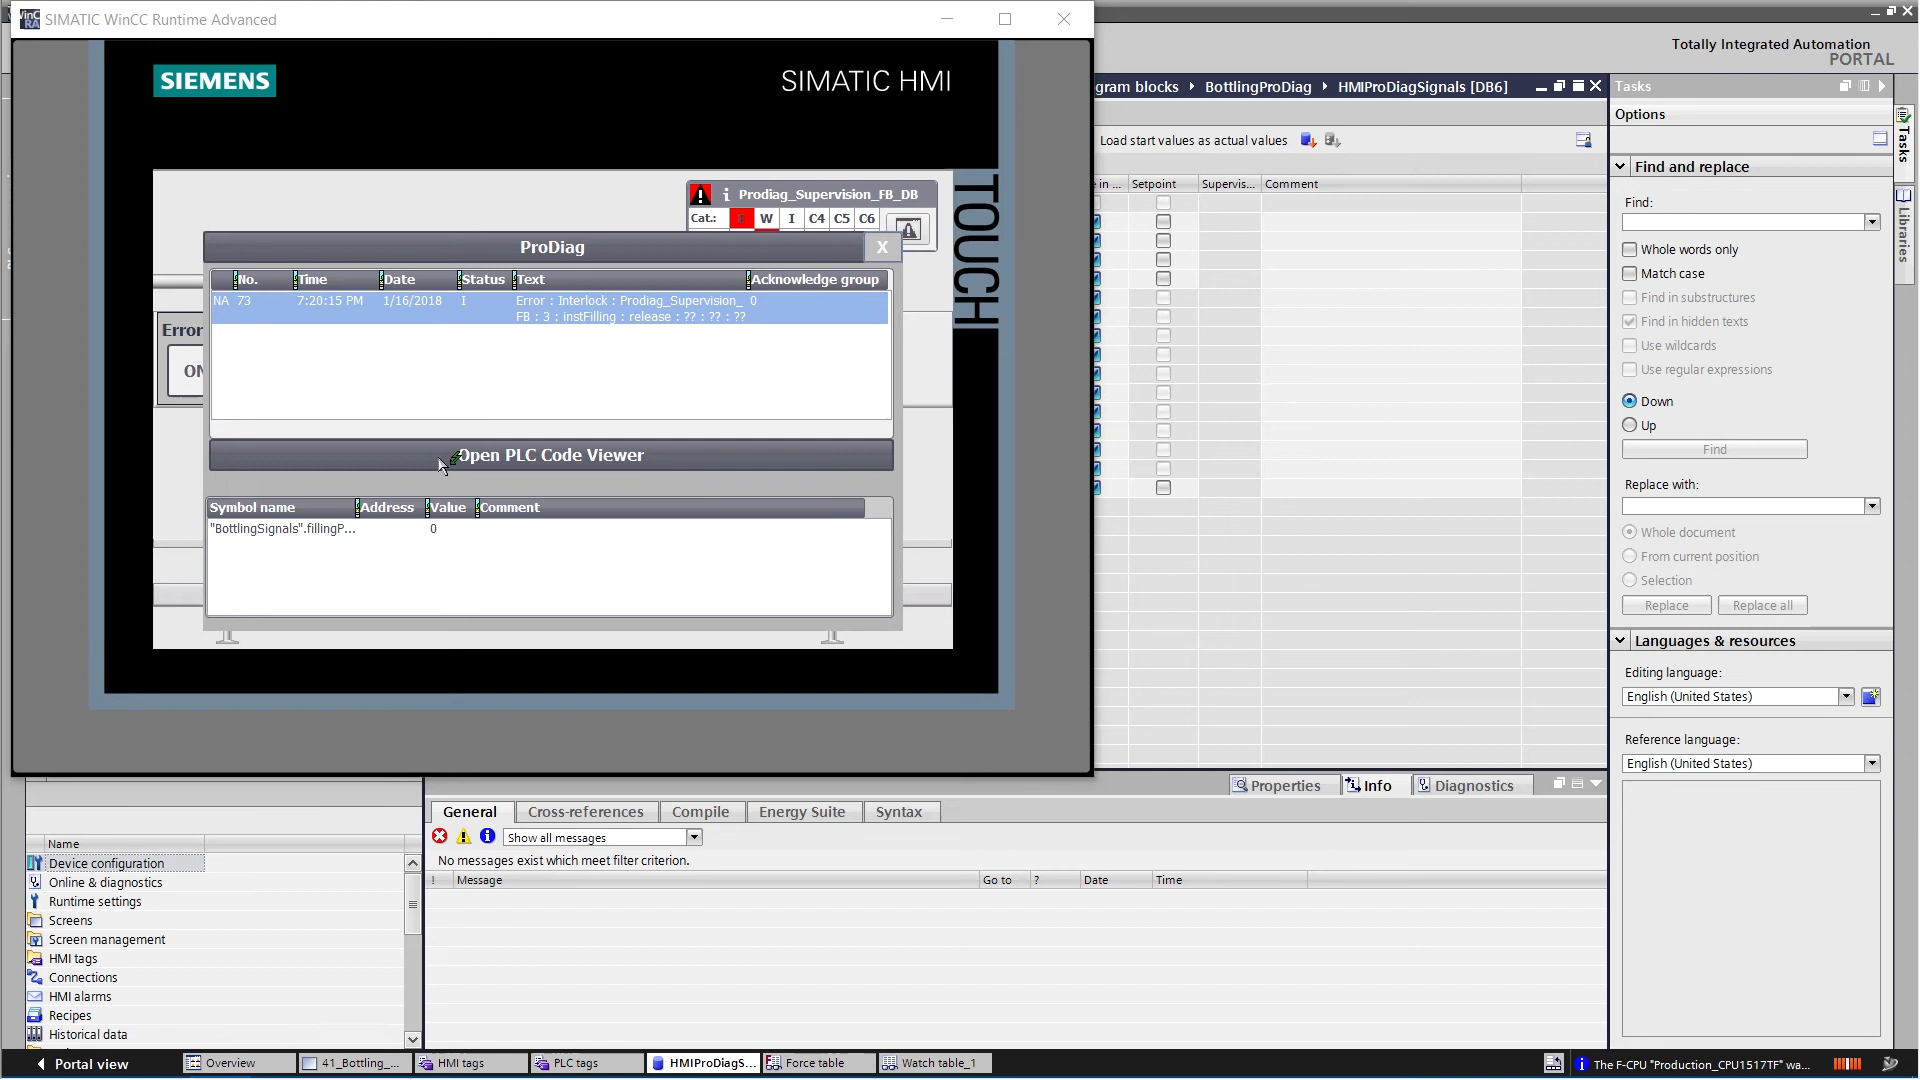 SIMATIC WinCC Runtime Advanced
Totally Integrated Automation
PORTAL
SIEMENS
SIMATIC HMI
TOUCH
gram blocks BottlingProDiag HMIProDiagSignals [DB6]
Load start values as actual values
e in ... Setpoint Supervis... Comment
i Prodiag_Supervision_FB_DB
Cat.: W I C4 C5 C6
ProDiag
X
No. Time Date Status Text Acknowledge group
NA 73 7:20:15 PM 1/16/2018 I Error : Interlock : Prodiag_Supervision_ 0
FB : 3 : instFilling : release : ?? : ?? : ??
Error
ON
Open PLC Code Viewer
Symbol name Address Value Comment
"BottlingSignals".fillingP... 0
Tasks
Options
Find and replace
Find:
Whole words only
Match case
Find in substructures
Find in hidden texts
Use wildcards
Use regular expressions
Down
Up
Find
Replace with:
Whole document
From current position
Selection
Replace Replace all
Languages & resources
Editing language:
English (United States)
Reference language:
English (United States)
Tasks
Libraries
Properties Info Diagnostics
General Cross-references Compile Energy Suite Syntax
Show all messages
No messages exist which meet filter criterion.
! Message Go to ? Date Time
Name
Device configuration
Online & diagnostics
Runtime settings
Screens
Screen management
HMI tags
Connections
HMI alarms
Recipes
Historical data
Portal view Overview 41_Bottling_... HMI tags PLC tags HMIProDiagS... Force table Watch table_1 The F-CPU "Production_CPU1517TF" wa...